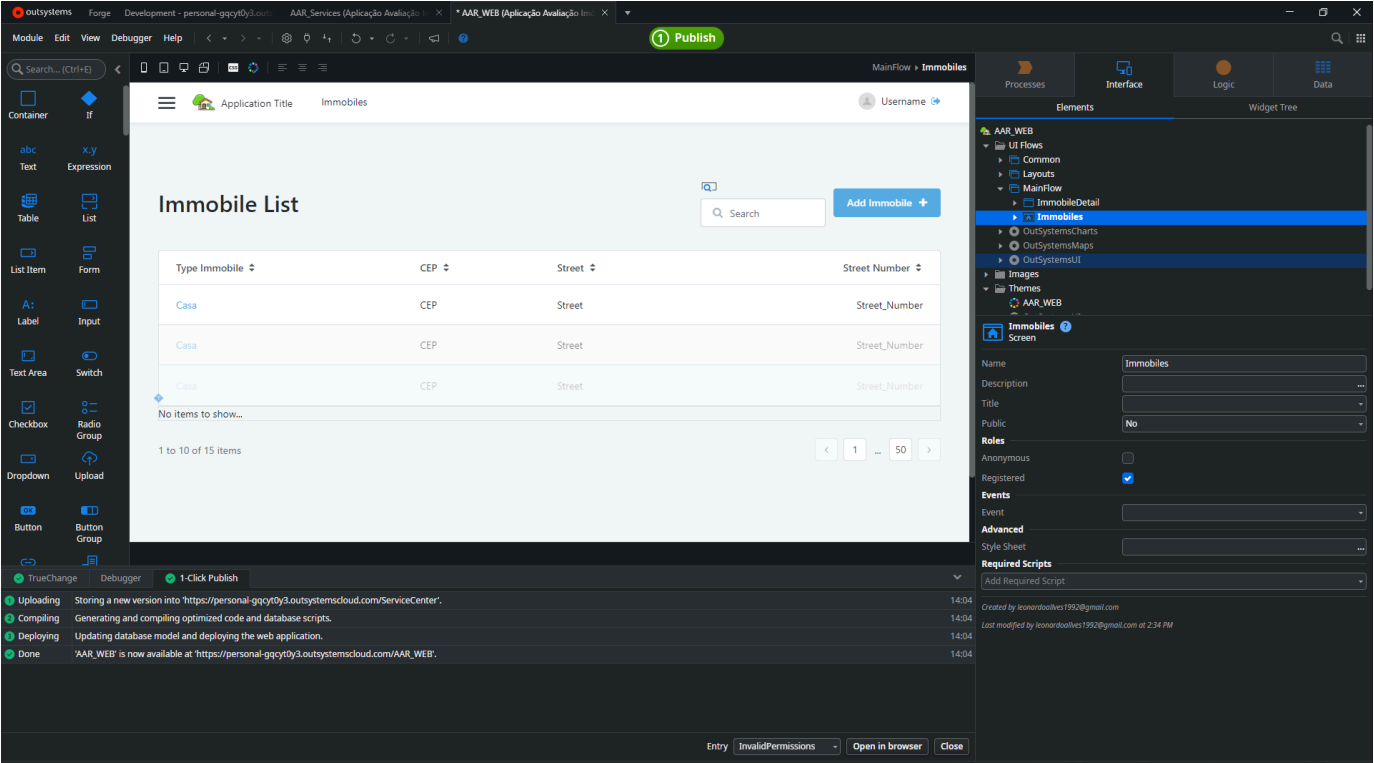 outsystems Forge Development - personal-gqcyt0y3.outs AAR_Services (Aplicação Avaliação I * AAR_WEB (Aplicação Avaliação Imo
Module Edit View Debugger Help 1 Publish
Search... (Ctrl+E) CSS MainFlow Immobiles
Processes Interface Logic Data
Elements Widget Tree
Container If
abc x.y
Text Expression
Table List
List Item Form
A:
Label Input
Text Area Switch
Checkbox Radio Group
Dropdown Upload
OK
Button Button Group
Application Title Immobiles Username
Immobile List
Search
Add Immobile +
Type Immobile CEP Street Street Number
Casa CEP Street Street_Number
Casa CEP Street Street_Number
Casa CEP Street Street_Number
No items to show...
1 to 10 of 15 items < 1 ... 50 >
AAR_WEB
UI Flows
Common
Layouts
MainFlow
ImmobileDetail
Immobiles
OutSystemsCharts
OutSystemsMaps
OutSystemsUI
Images
Themes
AAR_WEB
Immobiles ?
Screen
Name Immobiles
Description ...
Title
Public No
Roles
Anonymous
Registered
Events
Event
Advanced
Style Sheet ...
Required Scripts
Add Required Script
Created by leonardoallves1992@gmail.com
Last modified by leonardoallves1992@gmail.com at 2:34 PM
TrueChange Debugger 1-Click Publish
1 Uploading Storing a new version into 'https://personal-gqcyt0y3.outsystemscloud.com/ServiceCenter'. 14:04
2 Compiling Generating and compiling optimized code and database scripts. 14:04
3 Deploying Updating database model and deploying the web application. 14:04
Done 'AAR_WEB' is now available at 'https://personal-gqcyt0y3.outsystemscloud.com/AAR_WEB'. 14:04
Entry InvalidPermissions Open in browser Close